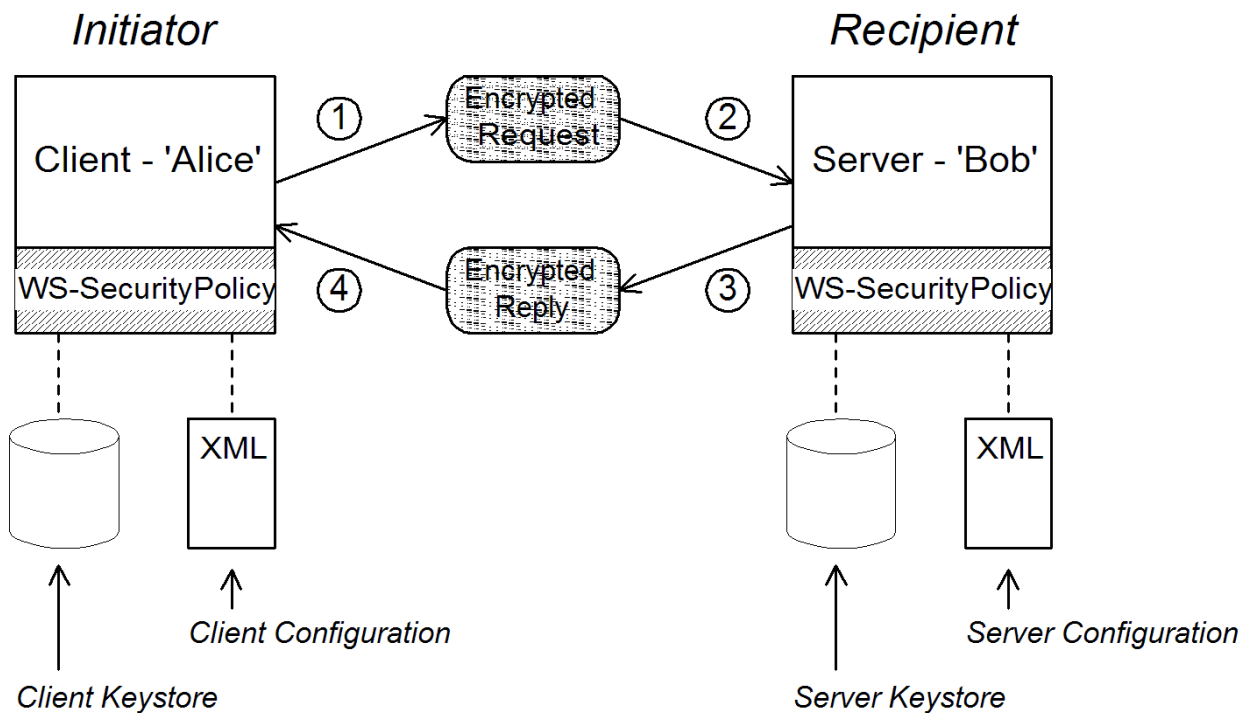 Initiator
Recipient
Client - 'Alice'
1
Encrypted
Request
2
Server - 'Bob'
WS-SecurityPolicy
4
Encrypted
Reply
3
WS-SecurityPolicy
XML
XML
Client Configuration
Server Configuration
Client Keystore
Server Keystore